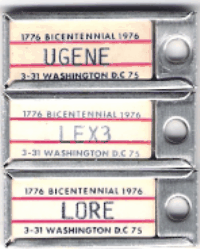 1776 BICENTENNIAL 1976
UGENE
3-31 WASHINGTON D.C 75
1776 BICENTENNIAL 1976
LEX3
3-31 WASHINGTON D.C 75
1776 BICENTENNIAL 1976
LORE
3-31 WASHINGTON D.C 75